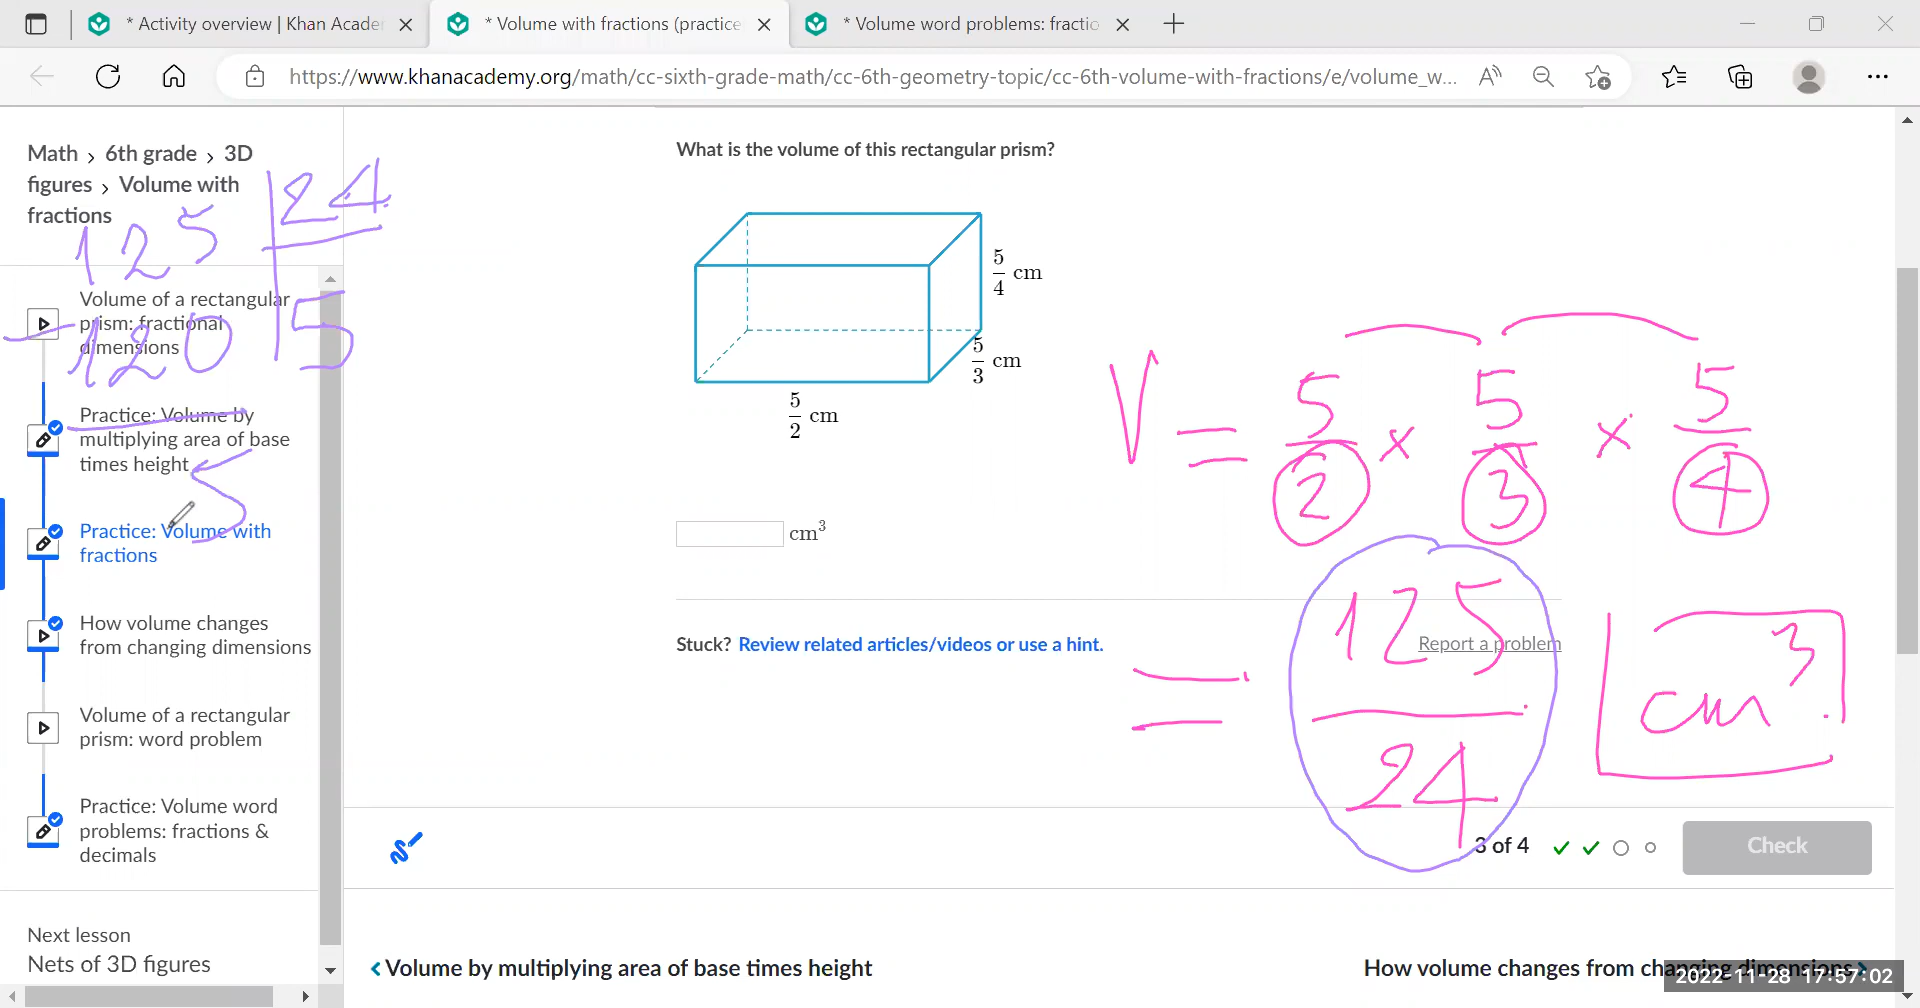 * Activity overview | Khan Acader
* Volume with fractions (practice
* Volume word problems: fractio
https://www.khanacademy.org/math/cc-sixth-grade-math/cc-6th-geometry-topic/cc-6th-volume-with-fractions/e/volume_w...
Math > 6th grade > 3D
figures > Volume with
fractions
125 | 24
- 120 | 5
5
Volume of a rectangular
prism: fractional
dimensions
Practice: Volume by
multiplying area of base
times height
Practice: Volume with
fractions
How volume changes
from changing dimensions
Volume of a rectangular
prism: word problem
Practice: Volume word
problems: fractions &
decimals
Next lesson
Nets of 3D figures
What is the volume of this rectangular prism?
5/4 cm
5/3 cm
5/2 cm
cm³
V = 5/2 × 5/3 × 5/4
= 125/24 cm³
Stuck? Review related articles/videos or use a hint.
Report a problem
3 of 4
Check
< Volume by multiplying area of base times height
How volume changes from changing dimensions >
2022-11-28 17:57:02